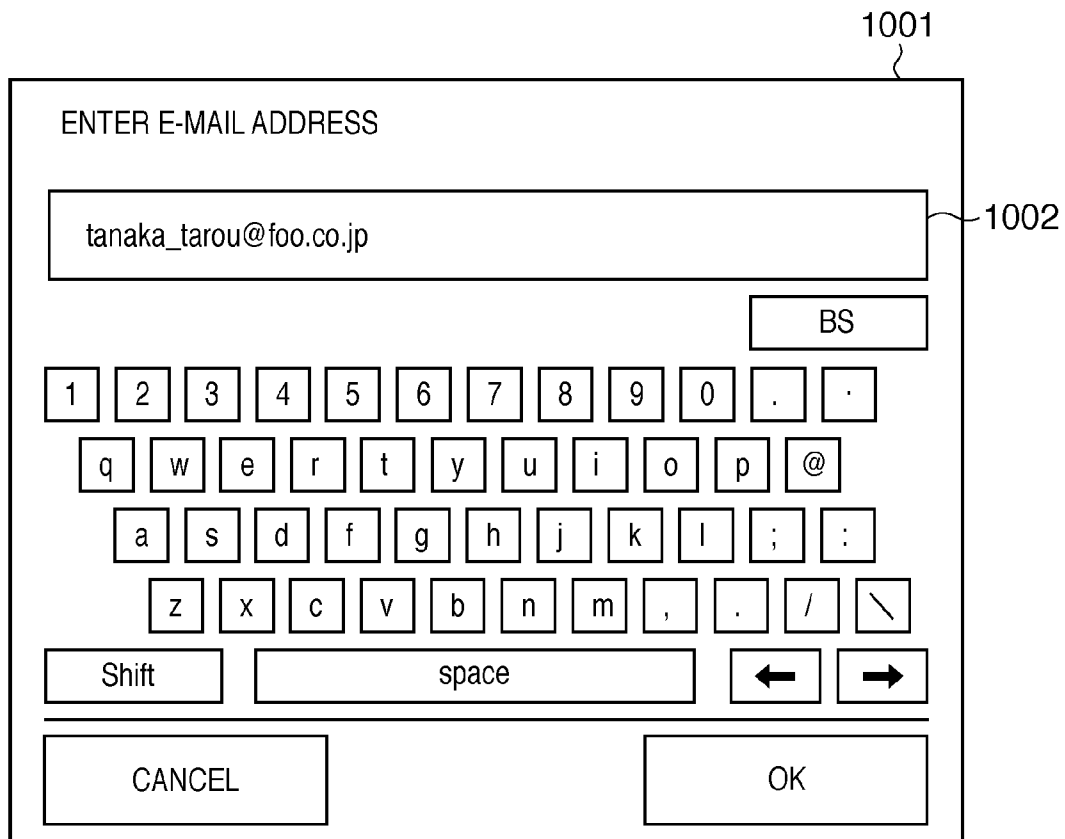 1001
ENTER E-MAIL ADDRESS
tanaka_tarou@foo.co.jp
1002
BS
1 2 3 4 5 6 7 8 9 0 . ·
q w e r t y u i o p @
a s d f g h j k l ; :
z x c v b n m , . / \
Shift space ← →
CANCEL OK